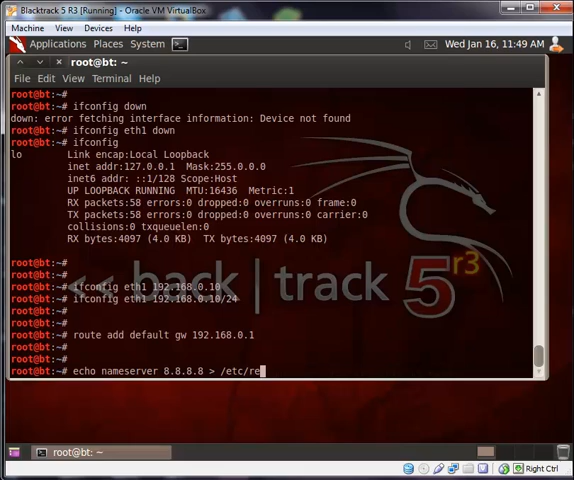 Backtrack 5 R3 [Running] - Oracle VM VirtualBox
Machine View Devices Help
Applications Places System Wed Jan 16, 11:49 AM
root@bt: ~
File Edit View Terminal Help
root@bt:~#
root@bt:~# ifconfig down
down: error fetching interface information: Device not found
root@bt:~# ifconfig eth1 down
root@bt:~# ifconfig
lo Link encap:Local Loopback
inet addr:127.0.0.1 Mask:255.0.0.0
inet6 addr: ::1/128 Scope:Host
UP LOOPBACK RUNNING MTU:16436 Metric:1
RX packets:58 errors:0 dropped:0 overruns:0 frame:0
TX packets:58 errors:0 dropped:0 overruns:0 carrier:0
collisions:0 txqueuelen:0
RX bytes:4097 (4.0 KB) TX bytes:4097 (4.0 KB)
root@bt:~#
root@bt:~#
root@bt:~# ifconfig eth1 192.168.0.10
root@bt:~# ifconfig eth1 192.168.0.10/24
root@bt:~#
root@bt:~#
root@bt:~# route add default gw 192.168.0.1
root@bt:~#
root@bt:~#
root@bt:~# echo nameserver 8.8.8.8 > /etc/re
<< back | track 5 r3
root@bt: ~
Right Ctrl